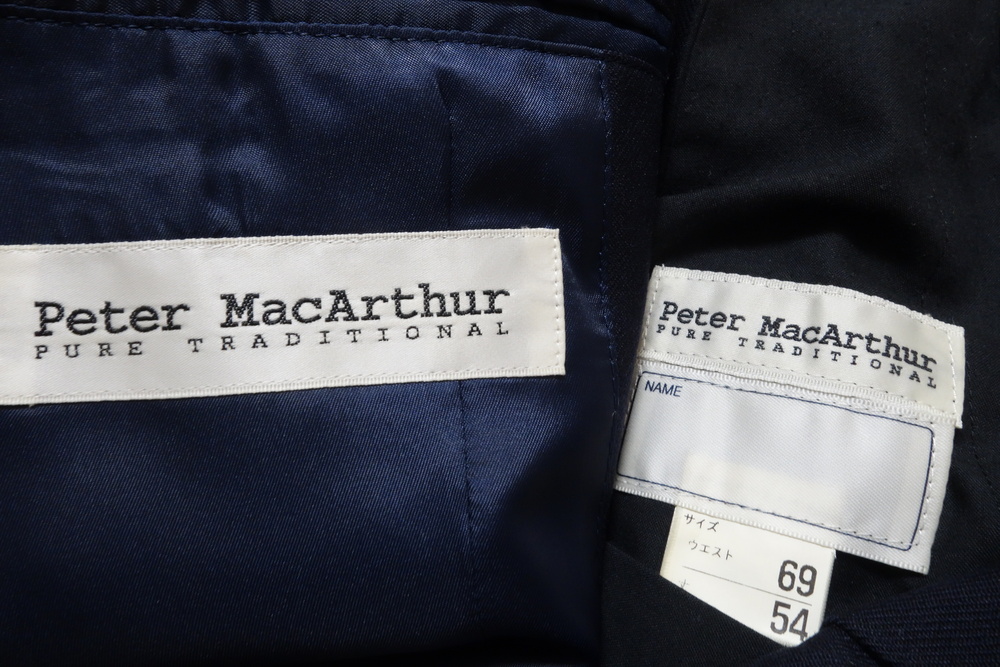 Peter MacArthur
PURE TRADITIONAL
Peter MacArthur
PURE TRADITIONAL
NAME
サイズ
ウエスト
69
54